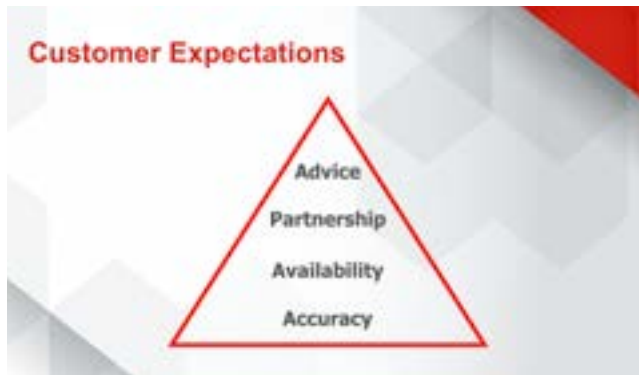 Customer Expectations
Advice
Partnership
Availability
Accuracy